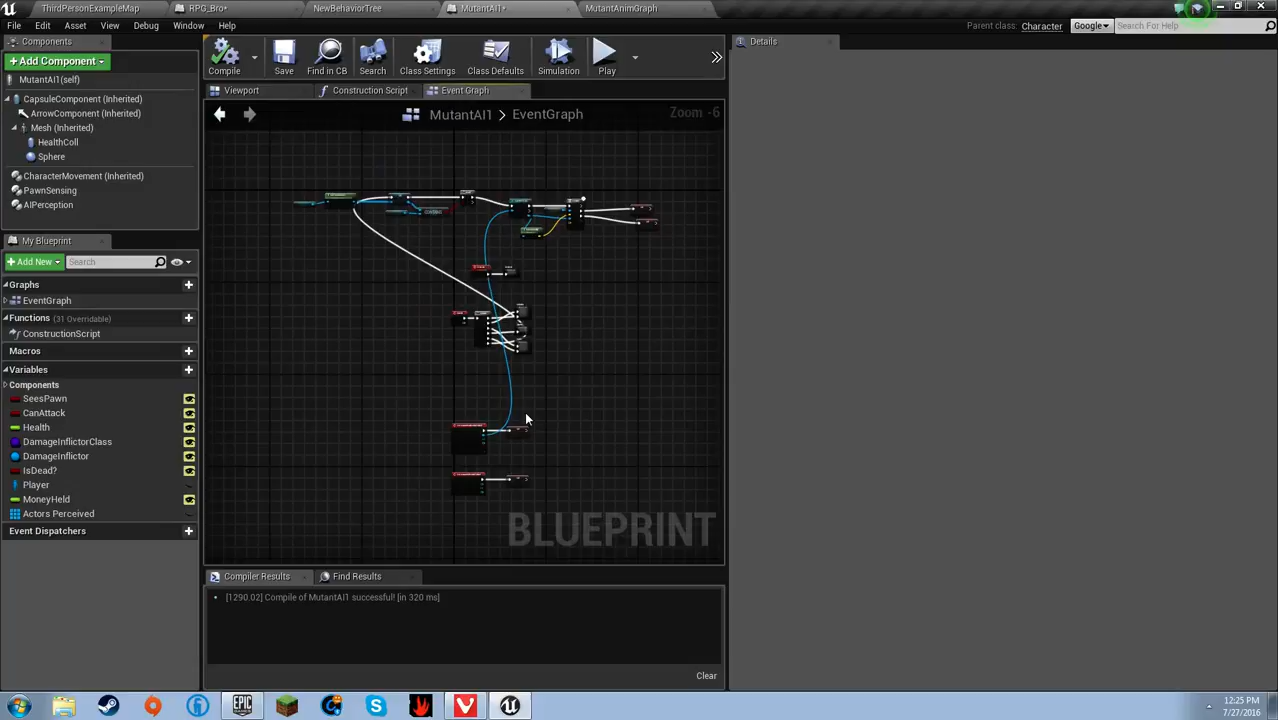 ThirdPersonExampleMap
RPG_Bro*
NewBehaviorTree
MutantAI1*
MutantAnimGraph
File
Edit
Asset
View
Debug
Window
Help
Parent class:
Character
Google
Search For Help
Components
Details
+Add Component
Compile
Save
Find in CB
Search
Class Settings
Class Defaults
Simulation
Play
MutantAI1(self)
Viewport
Construction Script
Event Graph
CapsuleComponent (Inherited)
ArrowComponent (Inherited)
Mesh (Inherited)
HealthColl
Sphere
CharacterMovement (Inherited)
PawnSensing
AIPerception
MutantAI1 > EventGraph
Zoom -6
My Blueprint
+Add New
Search
Graphs
EventGraph
Functions (31 Overridable)
ConstructionScript
Macros
Variables
Components
SeesPawn
CanAttack
Health
DamageInflictorClass
DamageInflictor
IsDead?
Player
MoneyHeld
Actors Perceived
Event Dispatchers
BLUEPRINT
Compiler Results
Find Results
[1290.02] Compile of MutantAI1 successful! [in 320 ms]
Clear
EPIC
GAMES
12:25 PM
7/27/2016